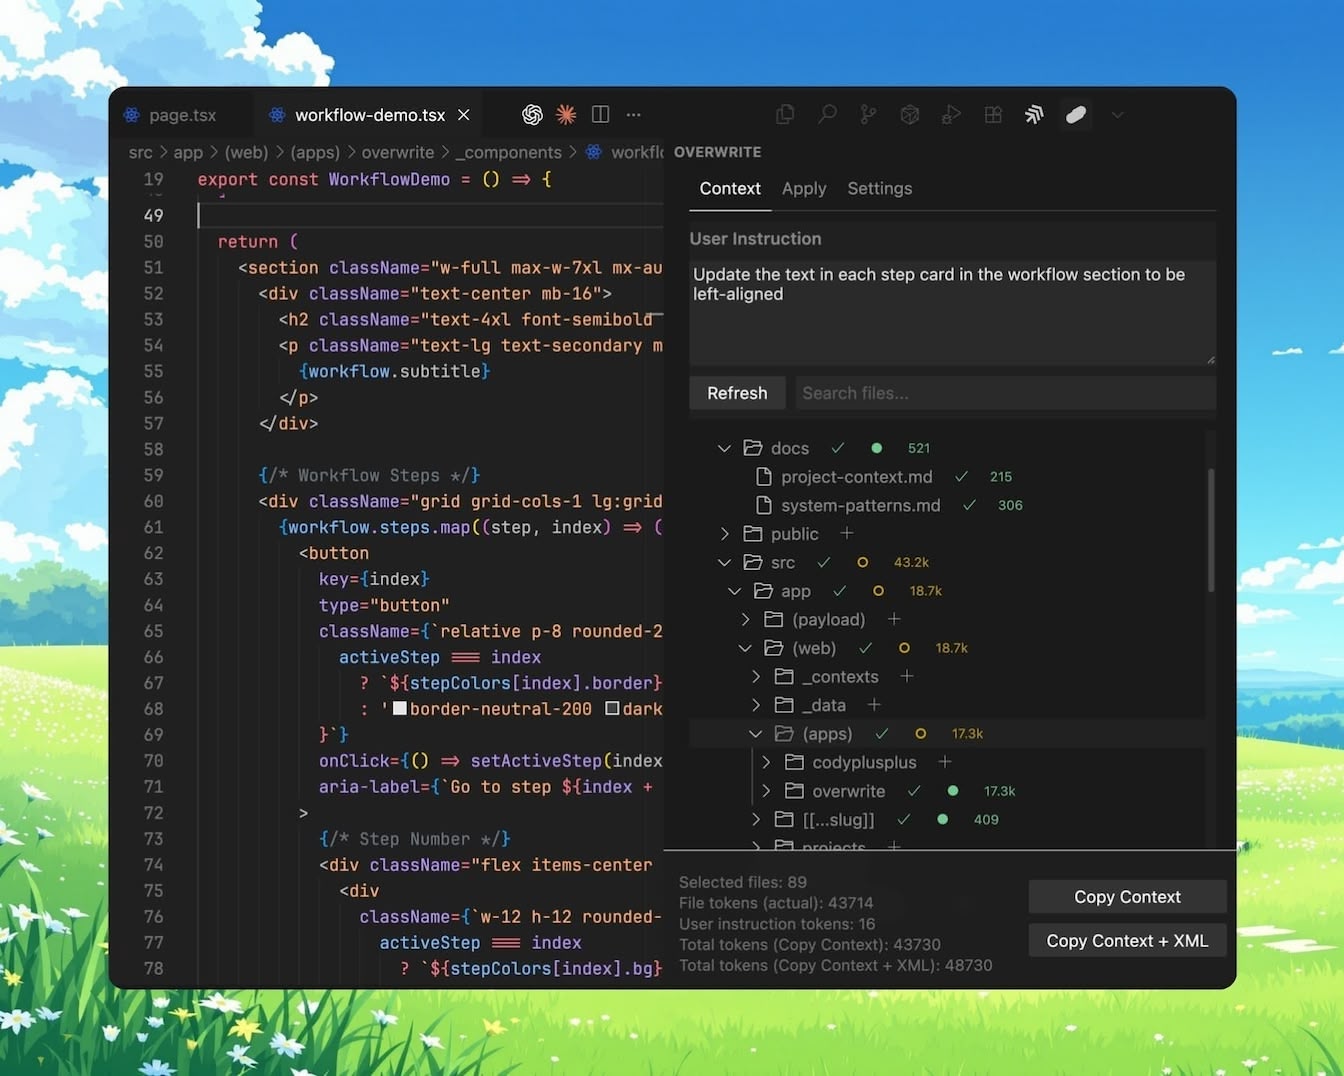 page.tsx
workflow-demo.tsx
src > app > (web) > (apps) > overwrite > _components >
19 export const WorkflowDemo = () => {
49
50 return (
51 <section className="w-full max-w-7xl mx-au
52 <div className="text-center mb-16">
53 <h2 className="text-4xl font-semibold
54 <p className="text-lg text-secondary m
55 {workflow.subtitle}
56 </p>
57 </div>
58
59 {/* Workflow Steps */}
60 <div className="grid grid-cols-1 lg:grid
61 {workflow.steps.map((step, index) => (
62 <button
63 key={index}
64 type="button"
65 className={`relative p-8 rounded-2
66 activeStep === index
67 ? `${stepColors[index].border}
68 : 'border-neutral-200 dark
69 }`}
70 onClick={() => setActiveStep(index
71 aria-label={`Go to step ${index +
72 >
73 {/* Step Number */}
74 <div className="flex items-center
75 <div
76 className={`w-12 h-12 rounded-
77 activeStep === index
78 ? `${stepColors[index].bg}
OVERWRITE
Context Apply Settings
User Instruction
Update the text in each step card in the workflow section to be
left-aligned
Refresh Search files...
docs 521
project-context.md 215
system-patterns.md 306
public
src 43.2k
app 18.7k
(payload)
(web) 18.7k
_contexts
_data
(apps) 17.3k
codyplusplus
overwrite 17.3k
[[...slug]] 409
projects
Selected files: 89
File tokens (actual): 43714
User instruction tokens: 16
Total tokens (Copy Context): 43730
Total tokens (Copy Context + XML): 48730
Copy Context
Copy Context + XML